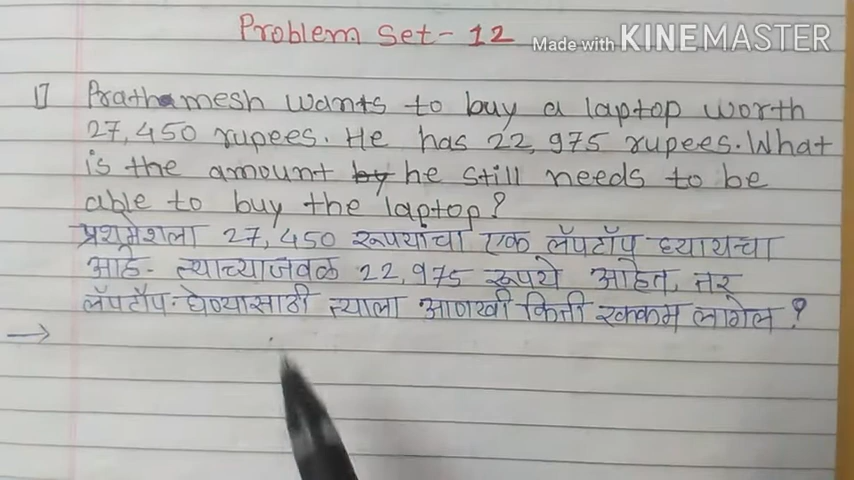 Problem Set - 12
Made with KINEMASTER
1] Prathamesh wants to buy a laptop worth
27,450 rupees. He has 22,975 rupees. What
is the amount by he still needs to be
able to buy the laptop?
प्रथमेशला 27,450 रूपयांचा एक लॅपटॉप घ्यायचा
आहे. त्याच्याजवळ 22,975 रूपये आहेत, तर
लॅपटॉप घेण्यासाठी त्याला आणखी किती रक्कम लागेल?
→